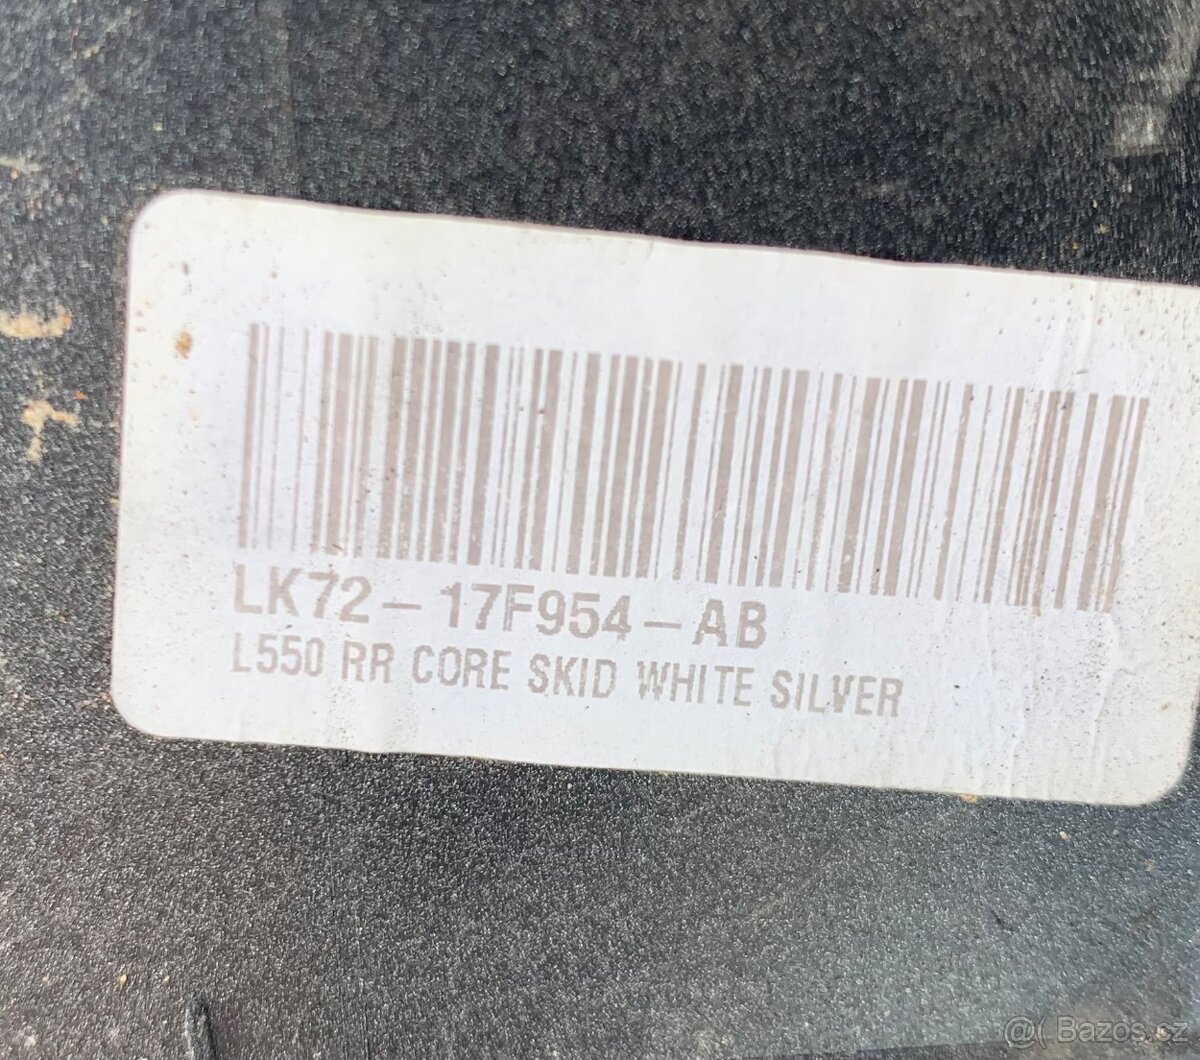 LK72-17F954-AB
L550 RR CORE SKID WHITE SILVER
@( Bazos.cz